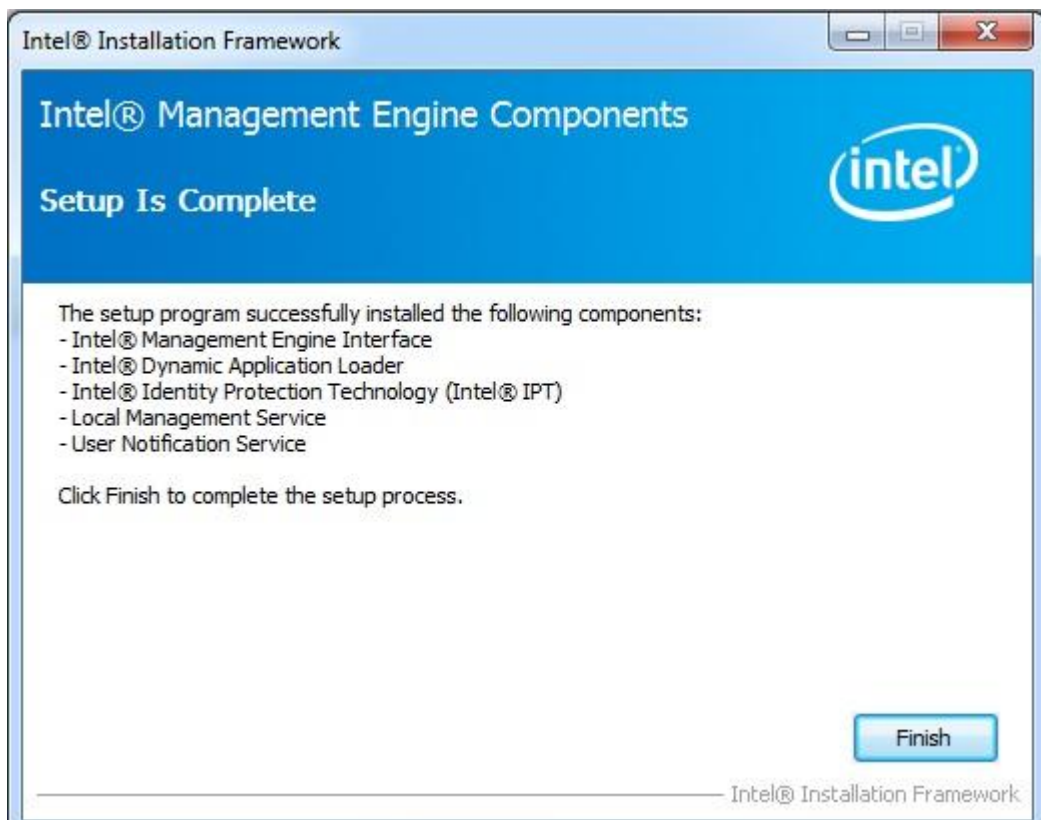 Intel® Installation Framework
Intel® Management Engine Components
intel
Setup Is Complete
The setup program successfully installed the following components:
- Intel® Management Engine Interface
- Intel® Dynamic Application Loader
- Intel® Identity Protection Technology (Intel® IPT)
- Local Management Service
- User Notification Service
Click Finish to complete the setup process.
Finish
Intel® Installation Framework